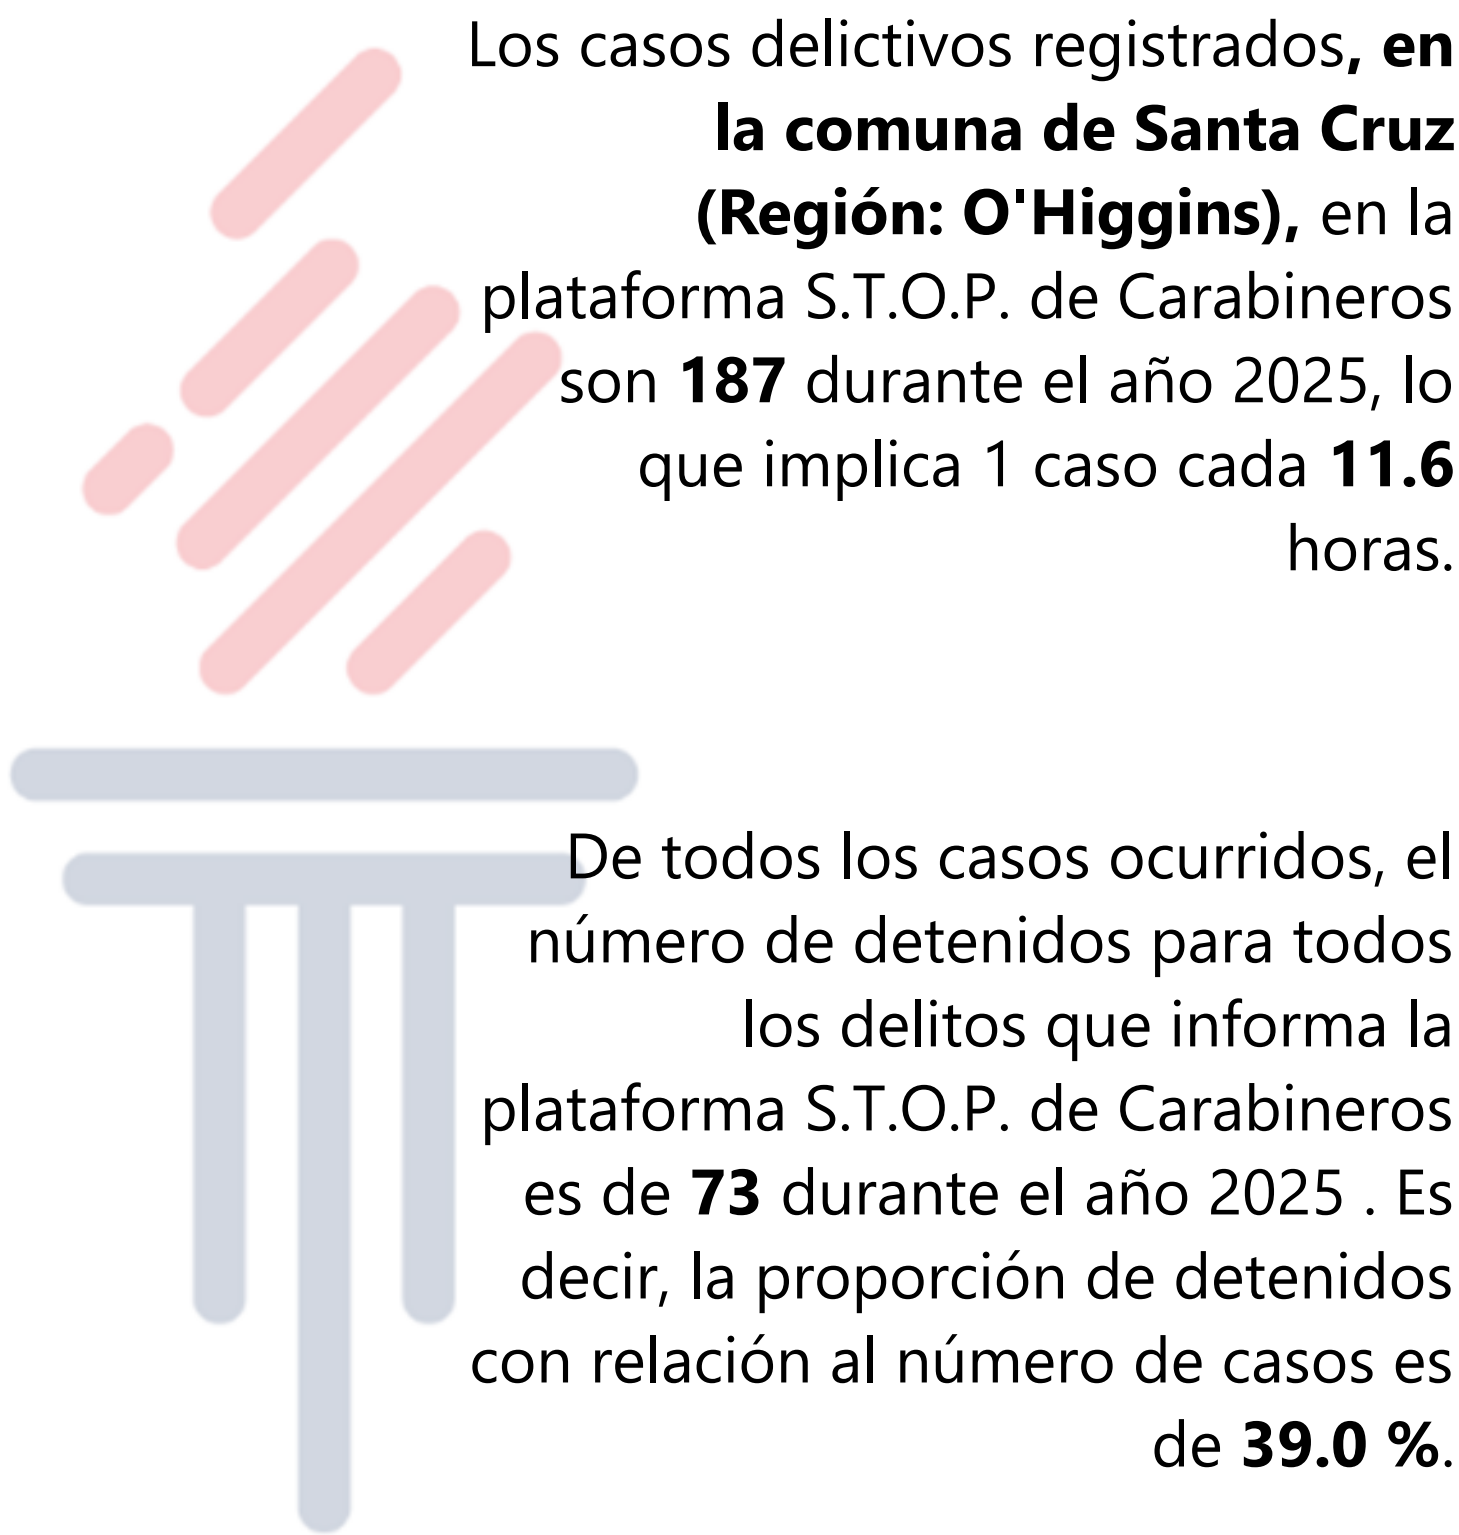 Los casos delictivos registrados, en
la comuna de Santa Cruz
(Región: O'Higgins), en la
plataforma S.T.O.P. de Carabineros
son 187 durante el año 2025, lo
que implica 1 caso cada 11.6
horas.
De todos los casos ocurridos, el
número de detenidos para todos
los delitos que informa la
plataforma S.T.O.P. de Carabineros
es de 73 durante el año 2025 . Es
decir, la proporción de detenidos
con relación al número de casos es
de 39.0 %.